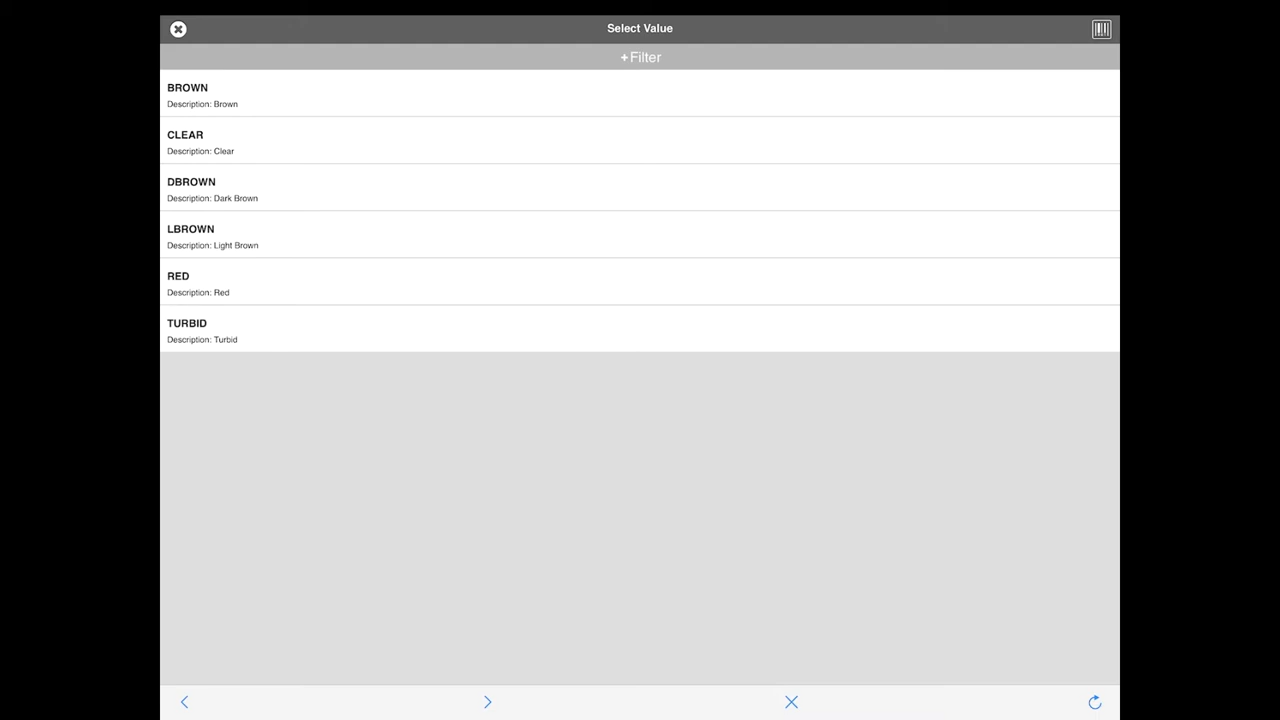 Select Value
+Filter
BROWN
Description: Brown
CLEAR
Description: Clear
DBROWN
Description: Dark Brown
LBROWN
Description: Light Brown
RED
Description: Red
TURBID
Description: Turbid